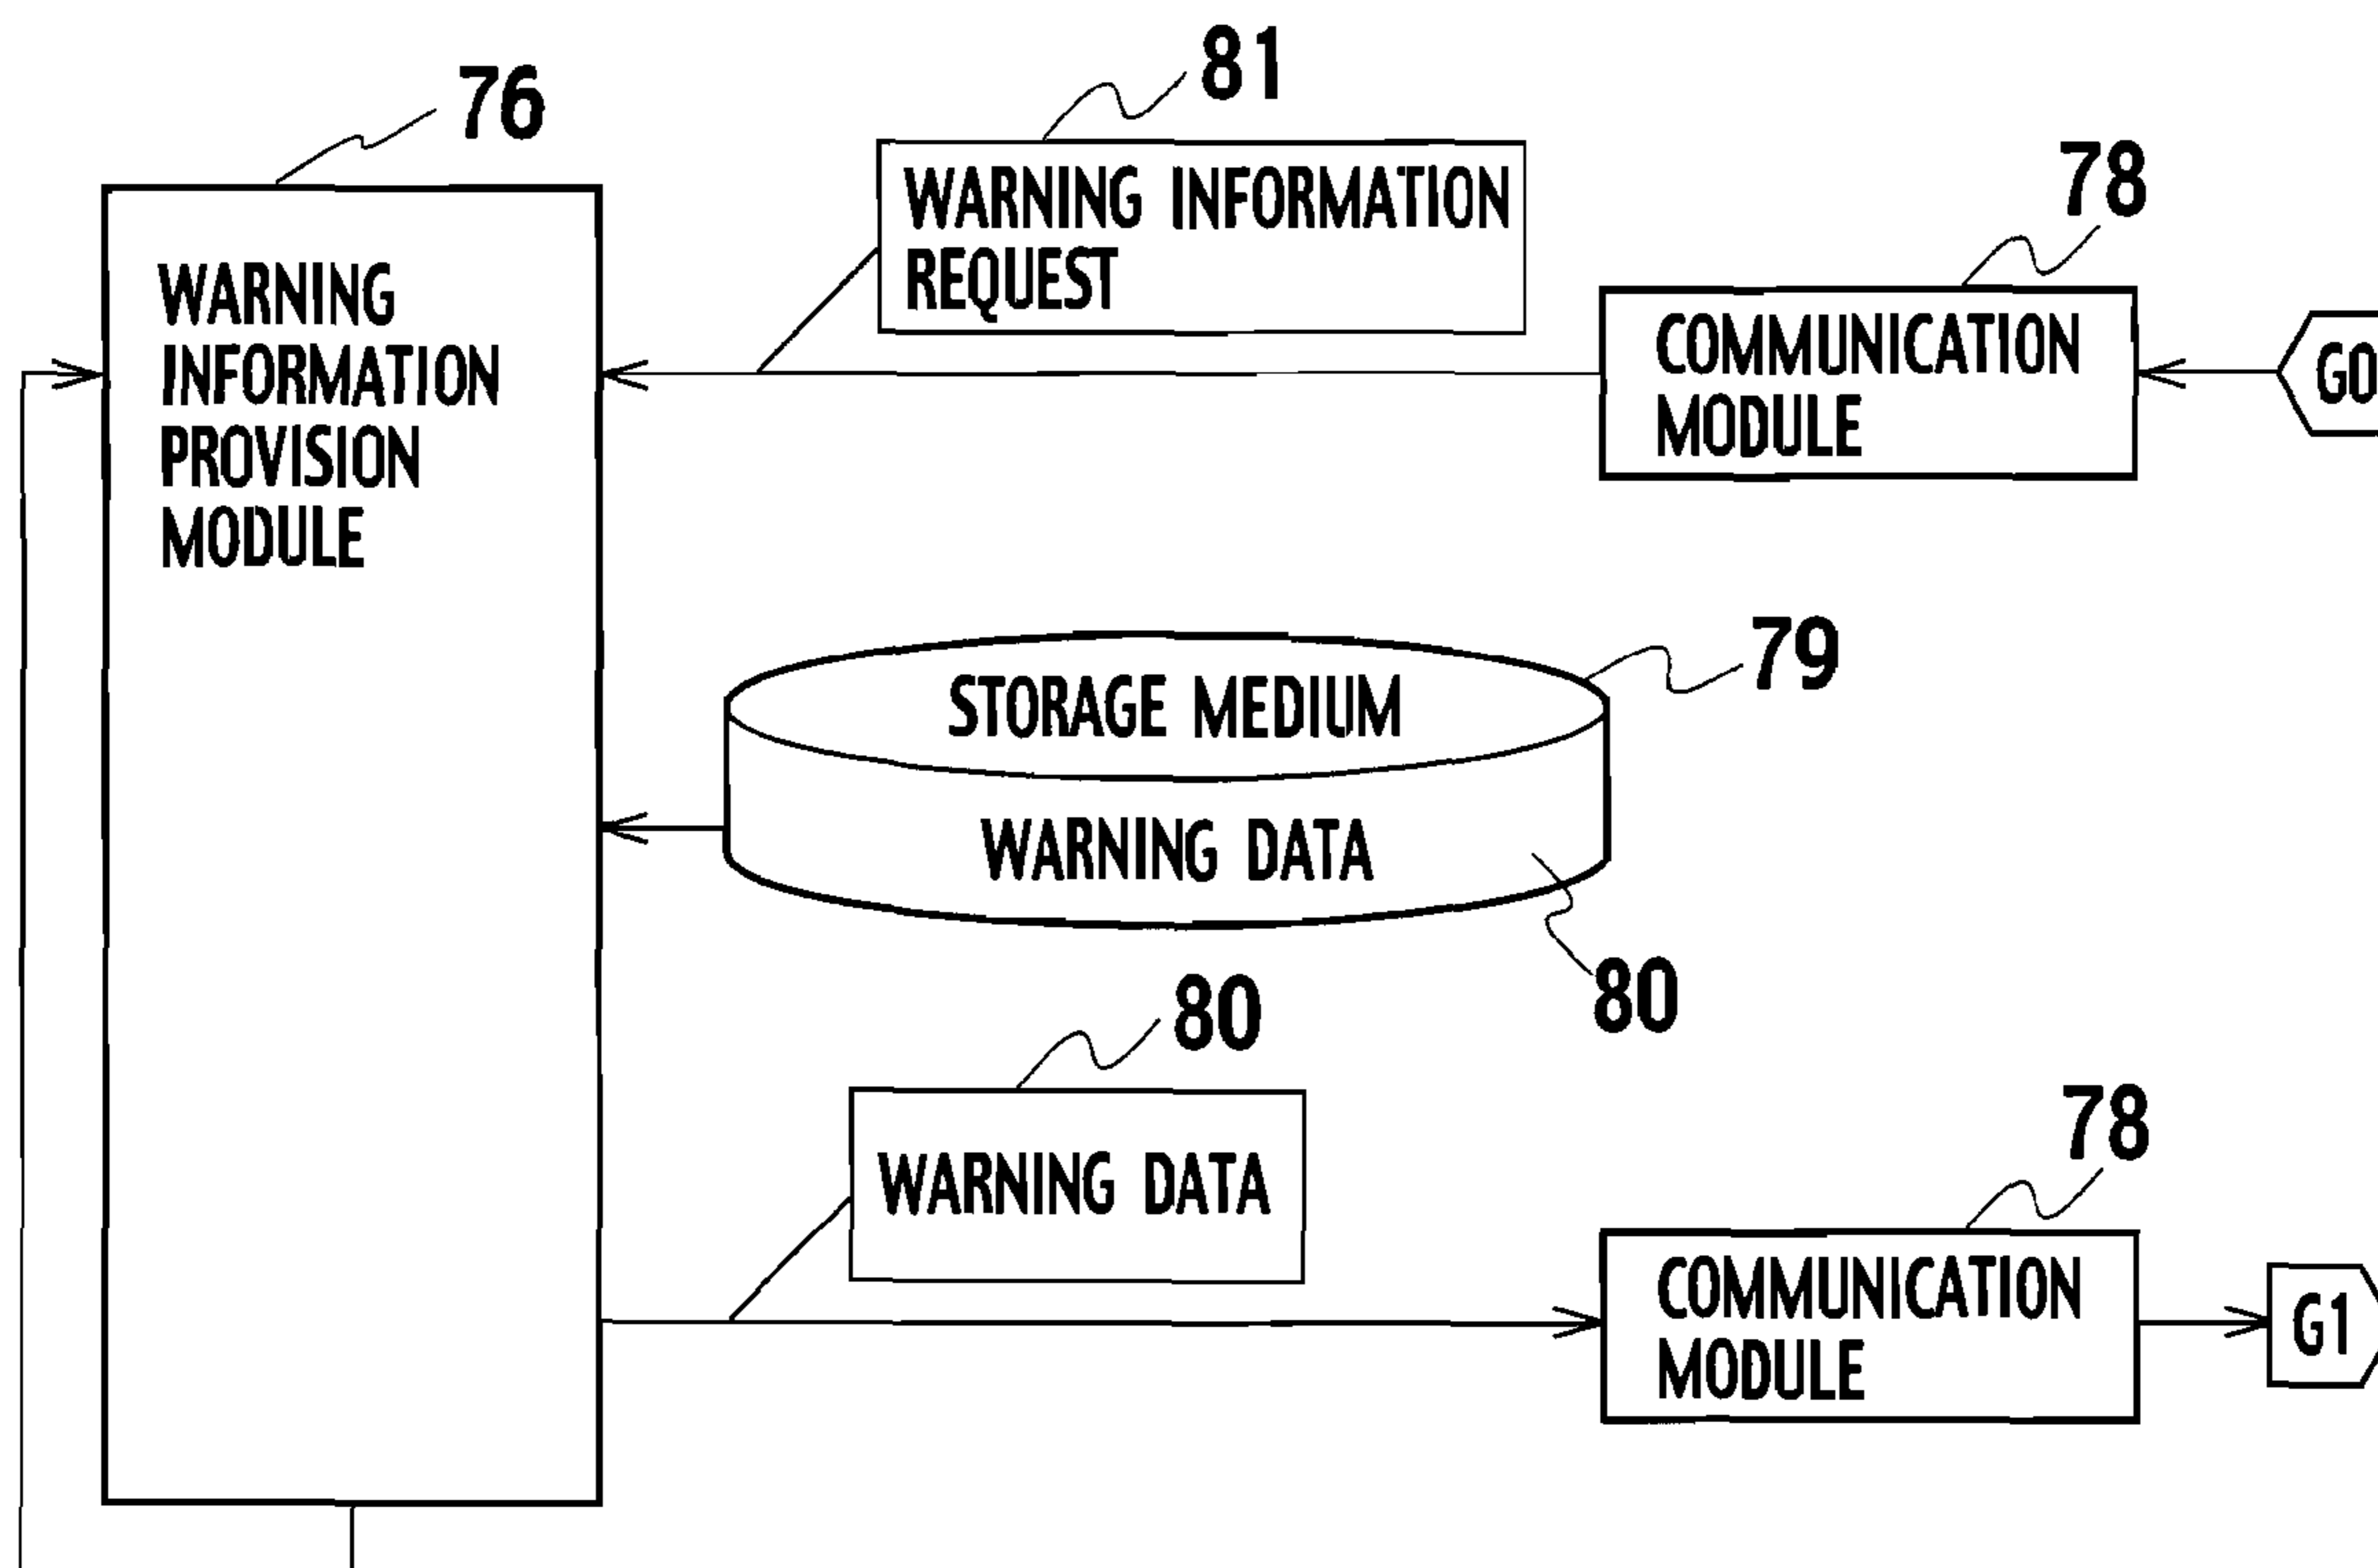 76
81
WARNING INFORMATION
REQUEST
78
WARNING
INFORMATION
PROVISION
MODULE
COMMUNICATION
MODULE
G0
79
STORAGE MEDIUM
WARNING DATA
80
80
WARNING DATA
78
COMMUNICATION
MODULE
G1